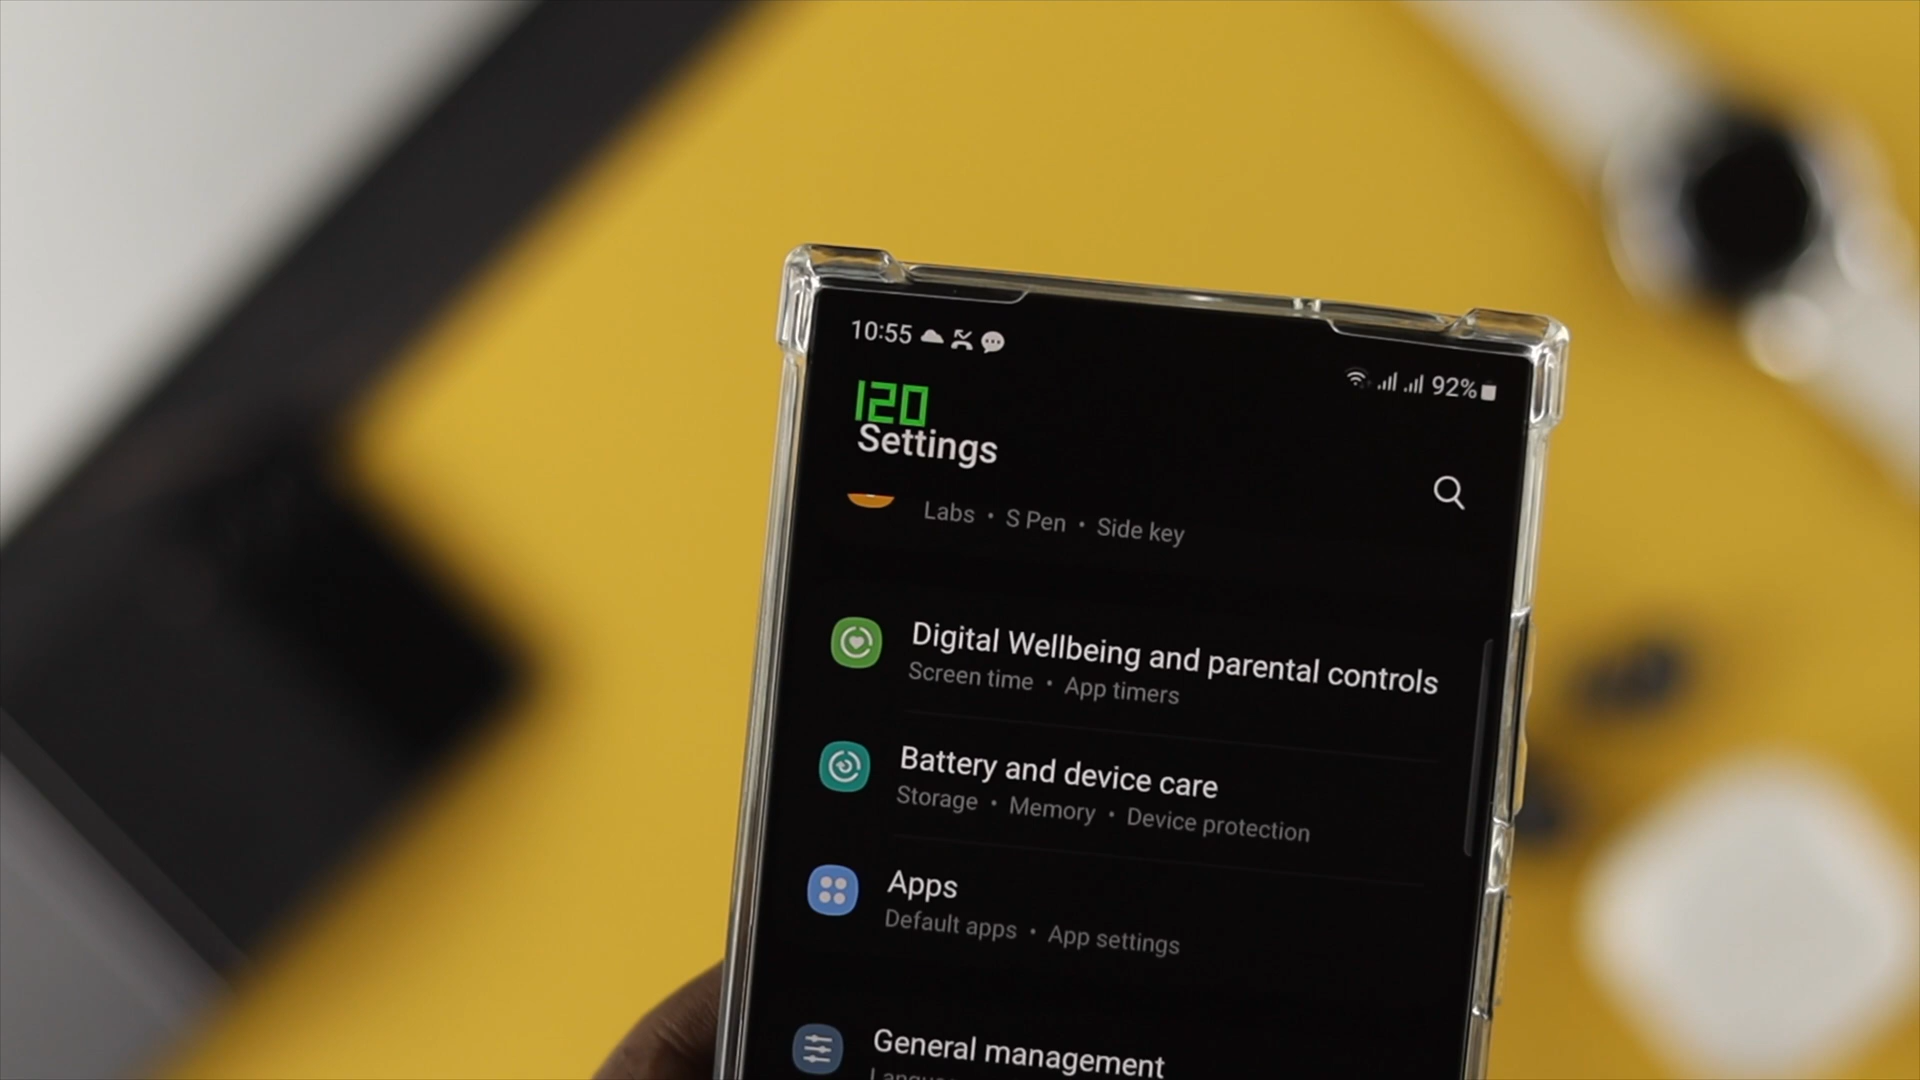 10:55
92%
120
Settings
Labs • S Pen • Side key
Digital Wellbeing and parental controls
Screen time • App timers
Battery and device care
Storage • Memory • Device protection
Apps
Default apps • App settings
General management